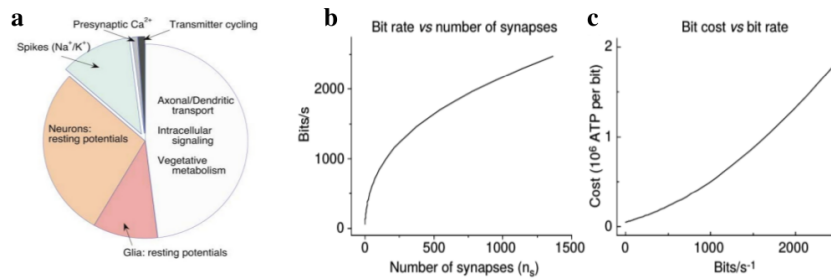 a
Presynaptic Ca²⁺
Transmitter cycling
Spikes (Na⁺/K⁺)
Axonal/Dendritic
transport
Intracellular
signaling
Vegetative
metabolism
Neurons:
resting potentials
Glia: resting potentials
b
Bit rate vs number of synapses
Bits/s
2000
1000
0
0
500
1000
1500
Number of synapses (nₛ)
c
Bit cost vs bit rate
Cost (10⁶ ATP per bit)
2
1
0
0
1000
2000
Bits/s⁻¹